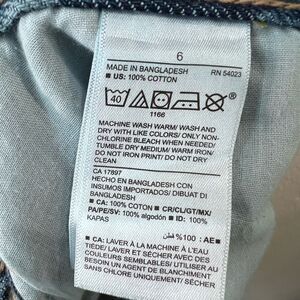 6
MADE IN BANGLADESH RN 54023
■ US: 100% COTTON
40
1166
MACHINE WASH WARM/ WASH AND
DRY WITH LIKE COLORS/ ONLY NON-
CHLORINE BLEACH WHEN NEEDED/
TUMBLE DRY MEDIUM/ WARM IRON/
DO NOT IRON PRINT/ DO NOT DRY
CLEAN
CA 17897
HECHO EN BANGLADESH CON
INSUMOS IMPORTADOS/ DIBUAT DI
BANGLADESH
■ CA: 100% COTON ■ CR/CL/GT/MX/
PA/PE/SV: 100% algodón ■ ID: 100%
KAPAS
■ AE: %100 قطن
■ CA: LAVER À LA MACHINE À L'EAU
TIÈDE/ LAVER ET SÉCHER AVEC DES
COULEURS SEMBLABLES/ UTILISER AU
BESOIN UN AGENT DE BLANCHIMENT
SANS CHLORE UNIQUEMENT/ SÉCHER